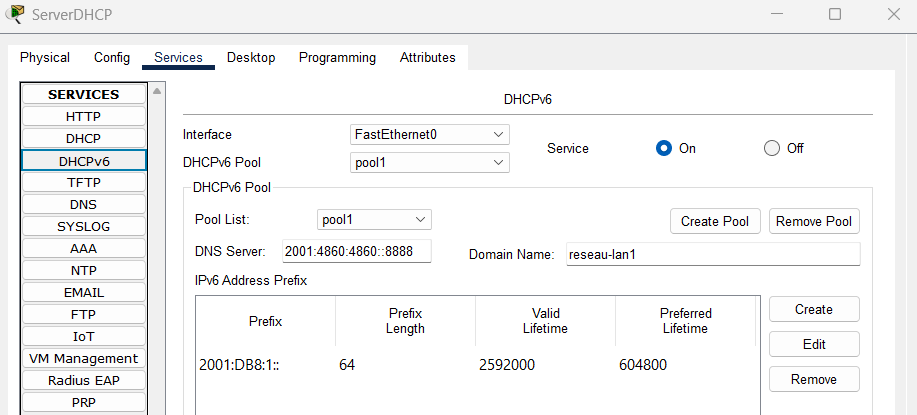 ServerDHCP
Physical Config Services Desktop Programming Attributes
SERVICES
HTTP
DHCP
DHCPv6
TFTP
DNS
SYSLOG
AAA
NTP
EMAIL
FTP
IoT
VM Management
Radius EAP
PRP
DHCPv6
Interface FastEthernet0 Service On Off
DHCPv6 Pool pool1
DHCPv6 Pool
Pool List: pool1 Create Pool Remove Pool
DNS Server: 2001:4860:4860::8888 Domain Name: reseau-lan1
IPv6 Address Prefix
Prefix Prefix Length Valid Lifetime Preferred Lifetime
2001:DB8:1:: 64 2592000 604800
Create
Edit
Remove